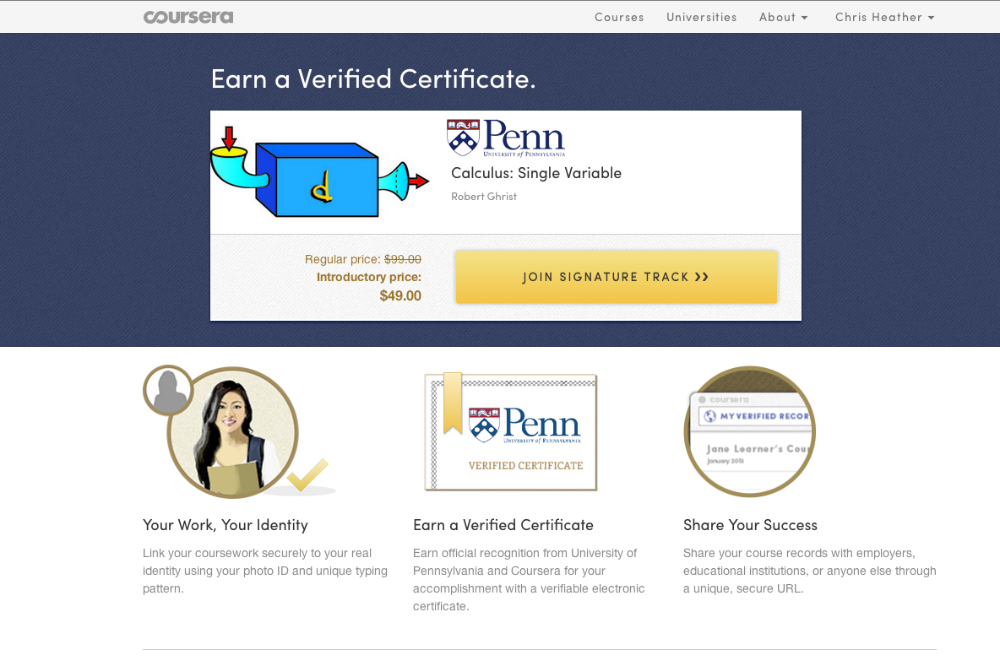 coursera
Courses Universities About Chris Heather
Earn a Verified Certificate.
d
Penn
UNIVERSITY of PENNSYLVANIA
Calculus: Single Variable
Robert Ghrist
Regular price: $99.00
Introductory price:
$49.00
JOIN SIGNATURE TRACK »
Penn
UNIVERSITY of PENNSYLVANIA
VERIFIED CERTIFICATE
coursera
MY VERIFIED RECOR
Jane Learner's Cou
January 2013
Your Work, Your Identity
Link your coursework securely to your real
identity using your photo ID and unique typing
pattern.
Earn a Verified Certificate
Earn official recognition from University of
Pennsylvania and Coursera for your
accomplishment with a verifiable electronic
certificate.
Share Your Success
Share your course records with employers,
educational institutions, or anyone else through
a unique, secure URL.